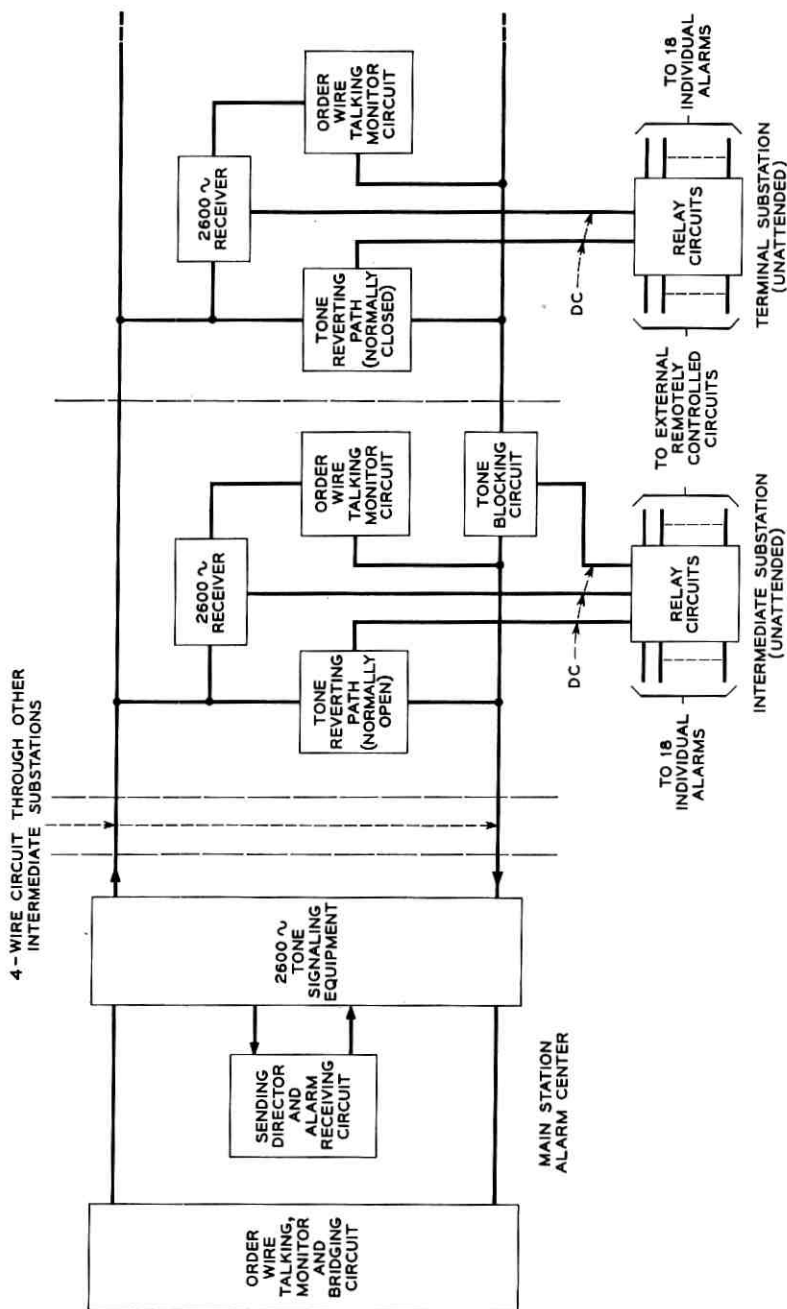 4-WIRE CIRCUIT THROUGH OTHER
INTERMEDIATE SUBSTATIONS
ORDER
WIRE
TALKING,
MONITOR
AND
BRIDGING
CIRCUIT
SENDING
DIRECTOR
AND
ALARM
RECEIVING
CIRCUIT
2600~
TONE
SIGNALING
EQUIPMENT
MAIN STATION
ALARM CENTER
2600~
RECEIVER
ORDER
WIRE
TALKING
MONITOR
CIRCUIT
TONE
REVERTING
PATH
(NORMALLY
OPEN)
TONE
BLOCKING
CIRCUIT
DC
TO 18
INDIVIDUAL
ALARMS
RELAY
CIRCUITS
TO EXTERNAL
REMOTELY
CONTROLLED
CIRCUITS
INTERMEDIATE SUBSTATION
(UNATTENDED)
2600~
RECEIVER
ORDER
WIRE
TALKING
MONITOR
CIRCUIT
TONE
REVERTING
PATH
(NORMALLY
CLOSED)
DC
RELAY
CIRCUITS
TO 18
INDIVIDUAL
ALARMS
TERMINAL SUBSTATION
(UNATTENDED)